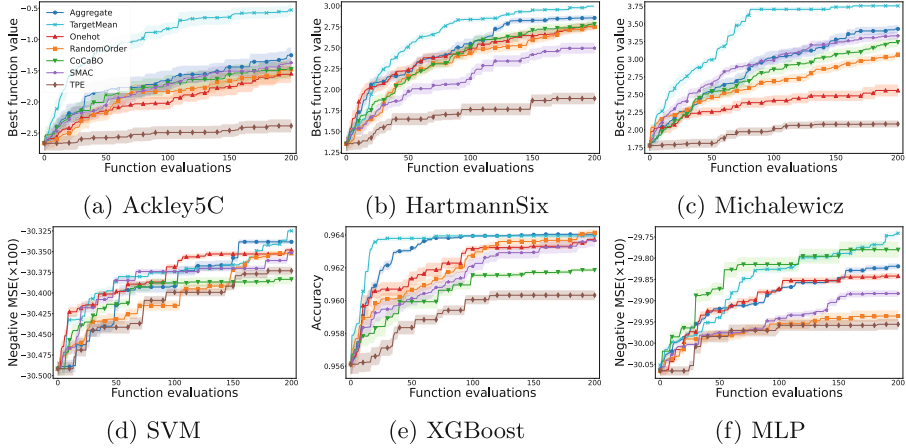 Best function value
−0.5
−1.0
−1.5
−2.0
−2.5
Aggregate
TargetMean
Onehot
RandomOrder
CoCaBO
SMAC
TPE
0 50 100 150 200
Function evaluations
(a) Ackley5C
Best function value
3.00
2.75
2.50
2.25
2.00
1.75
1.50
1.25
0 50 100 150 200
Function evaluations
(b) HartmannSix
Best function value
3.75
3.50
3.25
3.00
2.75
2.50
2.25
2.00
1.75
0 50 100 150 200
Function evaluations
(c) Michalewicz
Negative MSE(×100)
−30.325
−30.350
−30.375
−30.400
−30.425
−30.450
−30.475
−30.500
0 50 100 150 200
Function evaluations
(d) SVM
Accuracy
0.964
0.962
0.960
0.958
0.956
0 50 100 150 200
Function evaluations
(e) XGBoost
Negative MSE(×100)
−29.75
−29.80
−29.85
−29.90
−29.95
−30.00
−30.05
0 50 100 150 200
Function evaluations
(f) MLP